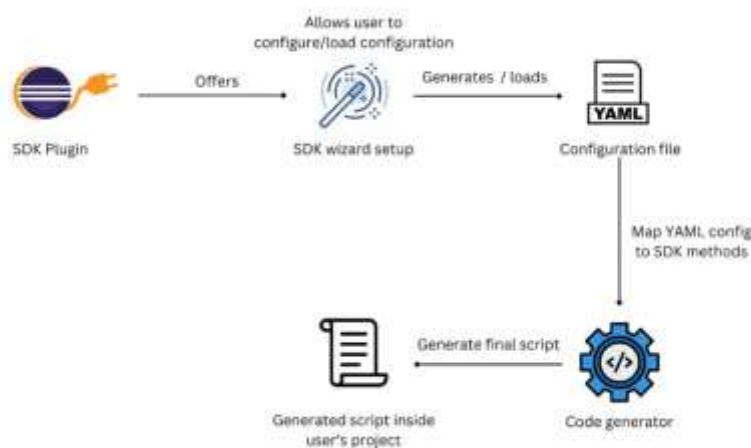 Allows user to
configure/load configuration
Offers
Generates / loads
YAML
SDK Plugin
SDK wizard setup
Configuration file
Map YAML config
to SDK methods
Generate final script
</>
Generated script inside
user's project
Code generator